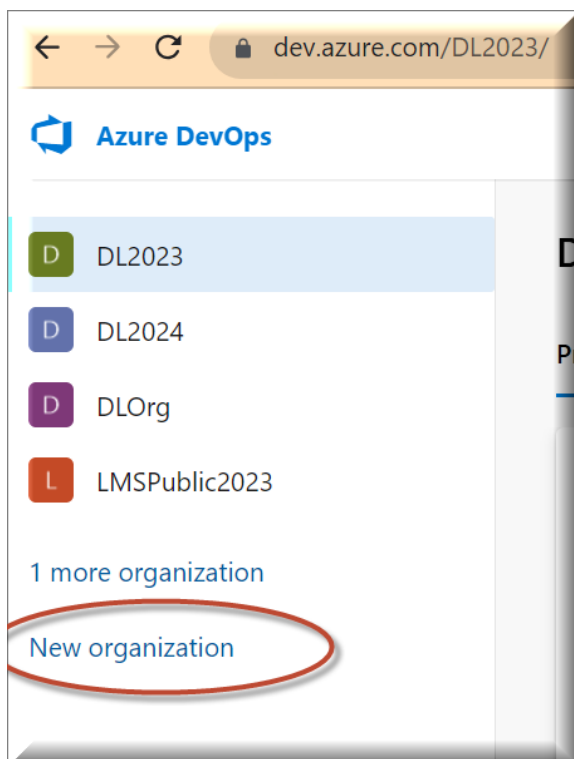 dev.azure.com/DL2023/
Azure DevOps
D DL2023
D DL2024
D DLOrg
L LMSPublic2023
1 more organization
New organization